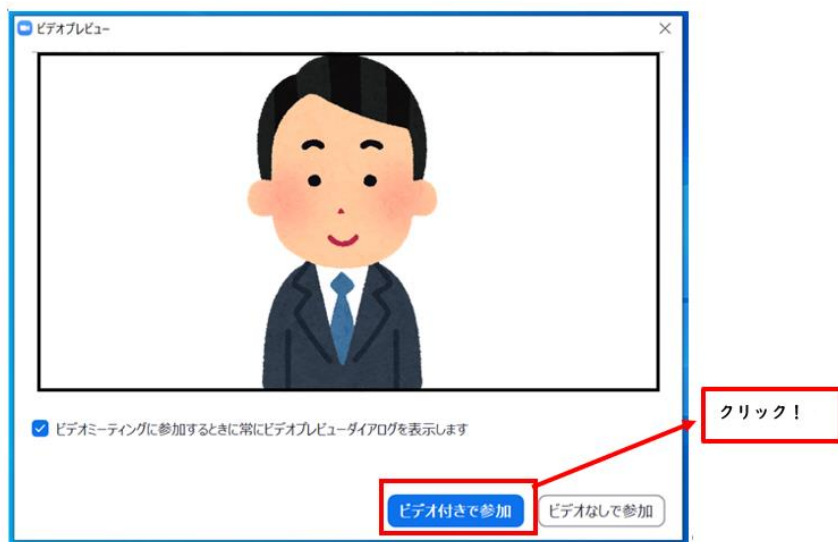 ビデオプレビュー
ビデオミーティングに参加するときに常にビデオプレビューダイアログを表示します
クリック！
ビデオ付きで参加
ビデオなしで参加